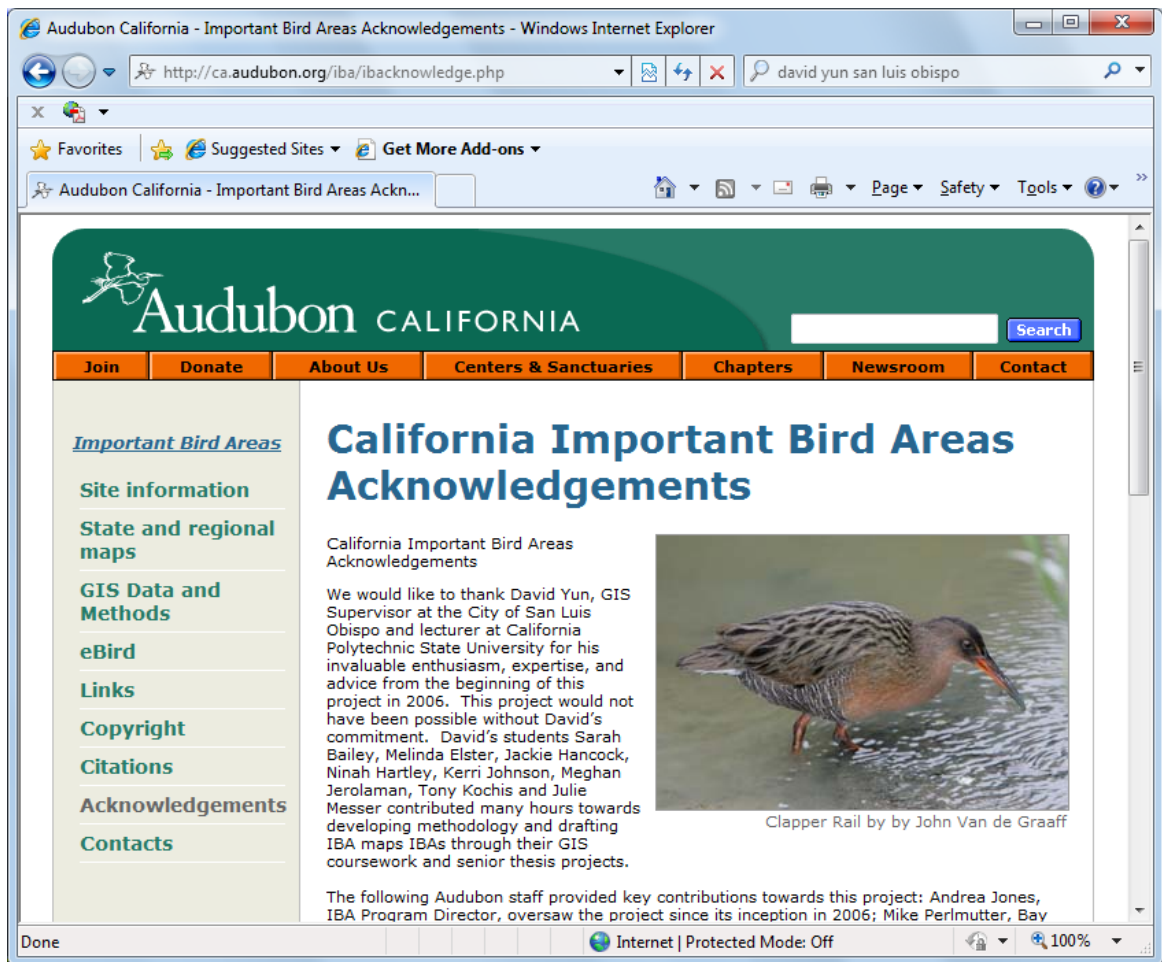 Audubon California - Important Bird Areas Acknowledgements - Windows Internet Explorer
http://ca.audubon.org/iba/ibacknowledge.php
david yun san luis obispo
x
Favorites
Suggested Sites
Get More Add-ons
Audubon California - Important Bird Areas Ackn...
Page
Safety
Tools
»
Audubon CALIFORNIA
Search
Join
Donate
About Us
Centers & Sanctuaries
Chapters
Newsroom
Contact
Important Bird Areas
Site information
State and regional
maps
GIS Data and
Methods
eBird
Links
Copyright
Citations
Acknowledgements
Contacts
California Important Bird Areas
Acknowledgements
California Important Bird Areas
Acknowledgements
We would like to thank David Yun, GIS
Supervisor at the City of San Luis
Obispo and lecturer at California
Polytechnic State University for his
invaluable enthusiasm, expertise, and
advice from the beginning of this
project in 2006. This project would not
have been possible without David's
commitment. David's students Sarah
Bailey, Melinda Elster, Jackie Hancock,
Ninah Hartley, Kerri Johnson, Meghan
Jerolaman, Tony Kochis and Julie
Messer contributed many hours towards
developing methodology and drafting
IBA maps IBAs through their GIS
coursework and senior thesis projects.
Clapper Rail by by John Van de Graaff
The following Audubon staff provided key contributions towards this project: Andrea Jones,
IBA Program Director, oversaw the project since its inception in 2006; Mike Perlmutter, Bay
Done
Internet | Protected Mode: Off
100%